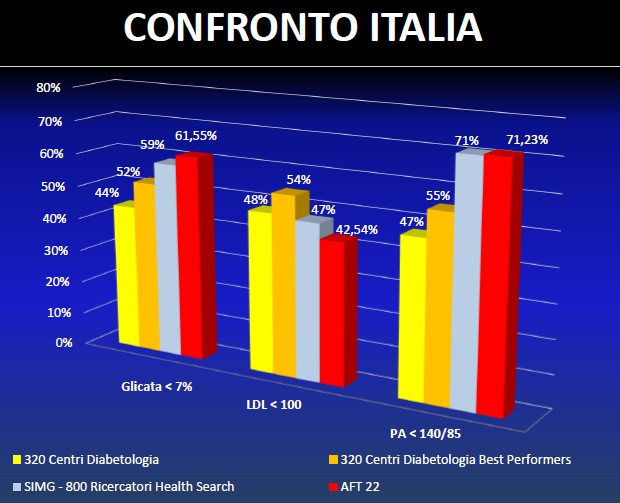 CONFRONTO ITALIA
80%
70%
60%
50%
40%
30%
20%
10%
0%
44%
52%
59%
61,55%
48%
54%
47%
42,54%
47%
55%
71%
71,23%
Glicata < 7%
LDL < 100
PA < 140/85
320 Centri Diabetologia
320 Centri Diabetologia Best Performers
SIMG - 800 Ricercatori Health Search
AFT 22